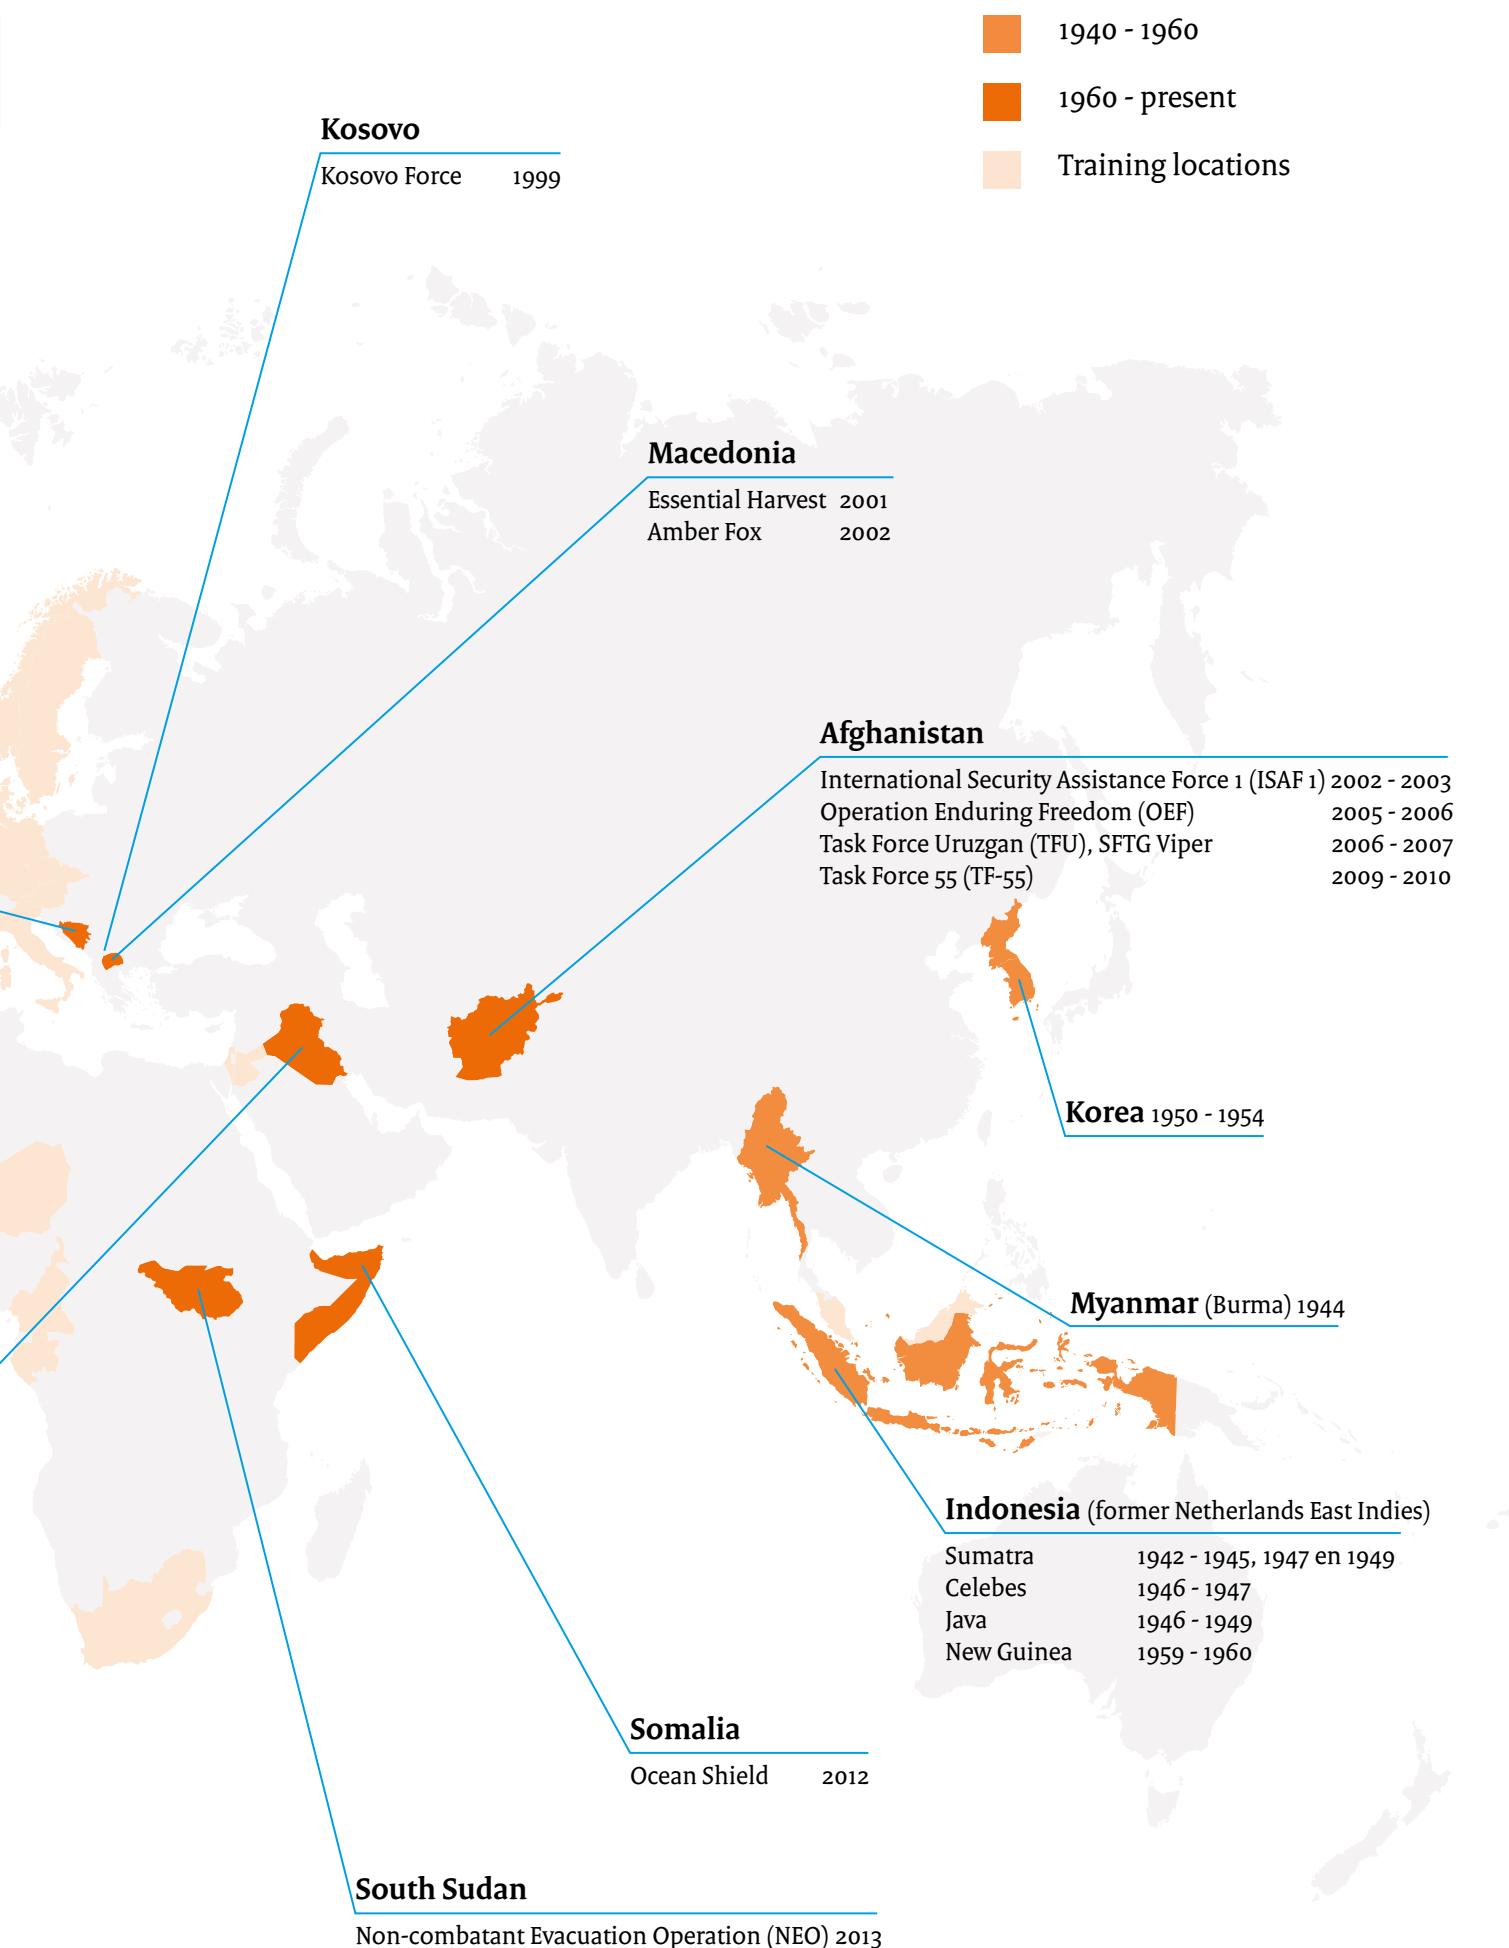 1940 - 1960
1960 - present
Training locations
Kosovo
Kosovo Force 1999
Macedonia
Essential Harvest 2001
Amber Fox 2002
Afghanistan
International Security Assistance Force 1 (ISAF 1) 2002 - 2003
Operation Enduring Freedom (OEF) 2005 - 2006
Task Force Uruzgan (TFU), SFTG Viper 2006 - 2007
Task Force 55 (TF-55) 2009 - 2010
Korea 1950 - 1954
Myanmar (Burma) 1944
Indonesia (former Netherlands East Indies)
Sumatra 1942 - 1945, 1947 en 1949
Celebes 1946 - 1947
Java 1946 - 1949
New Guinea 1959 - 1960
Somalia
Ocean Shield 2012
South Sudan
Non-combatant Evacuation Operation (NEO) 2013